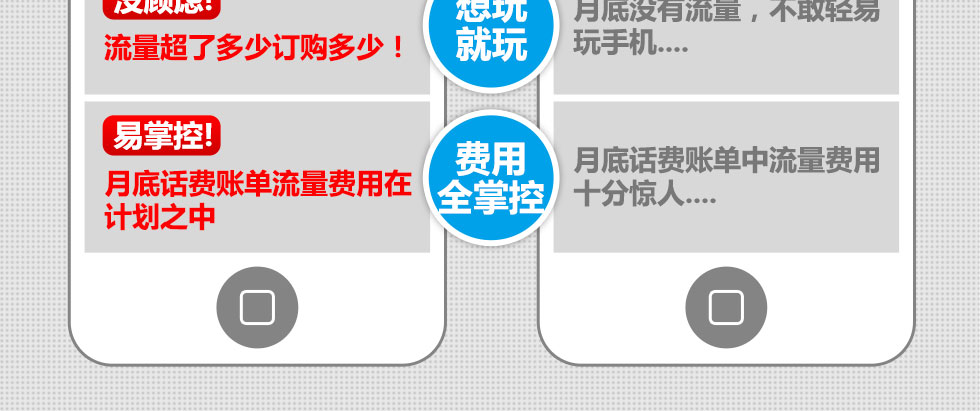 没顾虑!
流量超了多少订购多少！
想玩
就玩
月底没有流量，不敢轻易
玩手机....
易掌控!
月底话费账单流量费用在
计划之中
费用
全掌控
月底话费账单中流量费用
十分惊人....